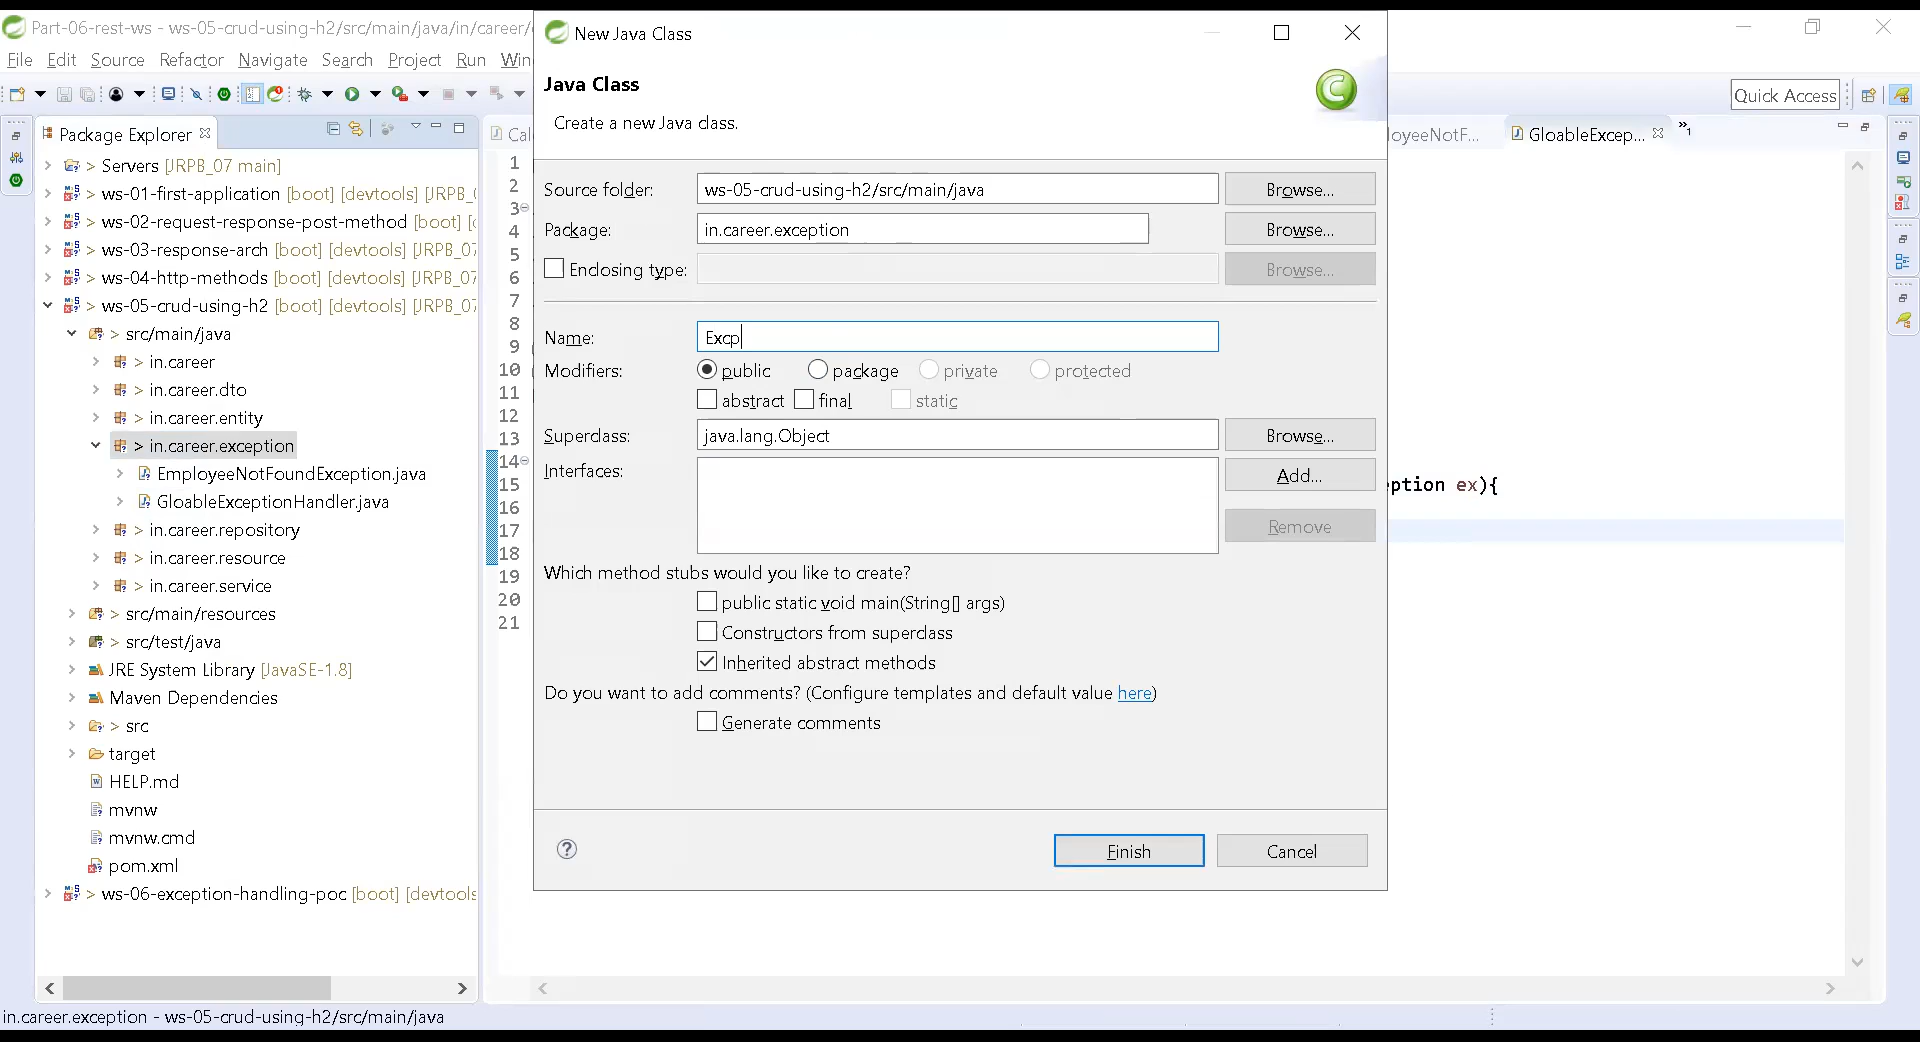 Part-06-rest-ws - ws-05-crud-using-h2/src/main/java/in/career/
File Edit Source Refactor Navigate Search Project Run Win
Quick Access
Package Explorer
> Servers [JRPB_07 main]
> ws-01-first-application [boot] [devtools] [JRPB_0
> ws-02-request-response-post-method [boot] [
> ws-03-response-arch [boot] [devtools] [JRPB_07
> ws-04-http-methods [boot] [devtools] [JRPB_07
> ws-05-crud-using-h2 [boot] [devtools] [JRPB_07
> src/main/java
> in.career
> in.career.dto
> in.career.entity
> in.career.exception
EmployeeNotFoundException.java
GloableExceptionHandler.java
> in.career.repository
> in.career.resource
> in.career.service
> src/main/resources
> src/test/java
JRE System Library [JavaSE-1.8]
Maven Dependencies
> src
target
HELP.md
mvnw
mvnw.cmd
pom.xml
> ws-06-exception-handling-poc [boot] [devtools
in.career.exception - ws-05-crud-using-h2/src/main/java
Cal
oyeeNotF...
GloableExcep...
»1
1
2
3
4
5
6
7
8
9
10
11
12
13
14
15
16
17
18
19
20
21
ption ex){
New Java Class
Java Class
Create a new Java class.
Source folder: ws-05-crud-using-h2/src/main/java Browse...
Package: in.career.exception Browse...
Enclosing type: Browse...
Name: Excp
Modifiers: public package private protected
abstract final static
Superclass: java.lang.Object Browse...
Interfaces: Add...
Remove
Which method stubs would you like to create?
public static void main(String[] args)
Constructors from superclass
Inherited abstract methods
Do you want to add comments? (Configure templates and default value here)
Generate comments
Finish Cancel